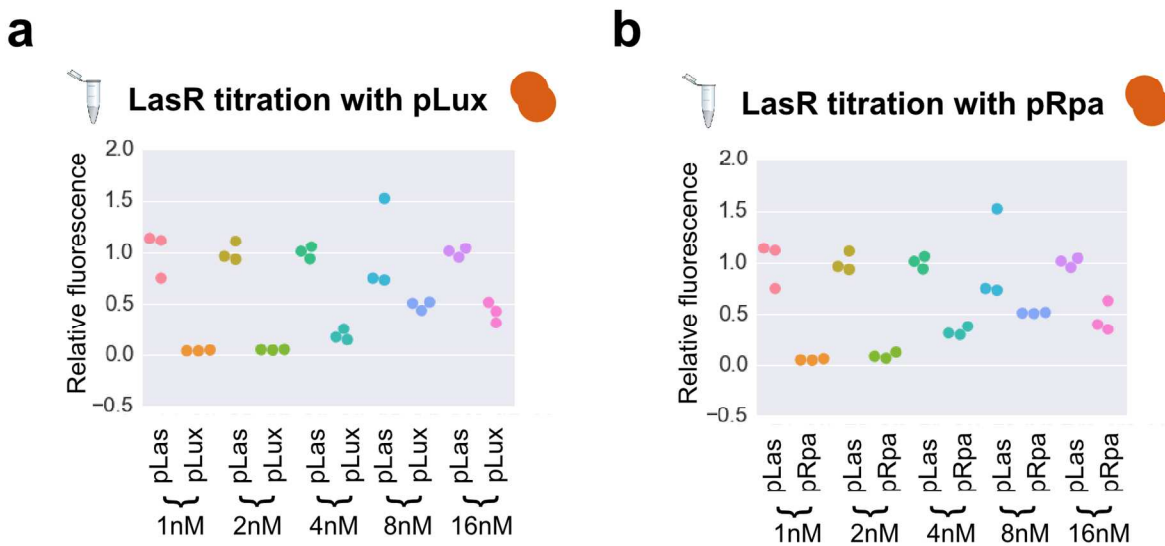 a
LasR titration with pLux
Relative fluorescence
2.0
1.5
1.0
0.5
0.0
−0.5
pLas pLux pLas pLux pLas pLux pLas pLux pLas pLux
1nM 2nM 4nM 8nM 16nM
b
LasR titration with pRpa
Relative fluorescence
2.0
1.5
1.0
0.5
0.0
−0.5
pLas pRpa pLas pRpa pLas pRpa pLas pRpa pLas pRpa
1nM 2nM 4nM 8nM 16nM